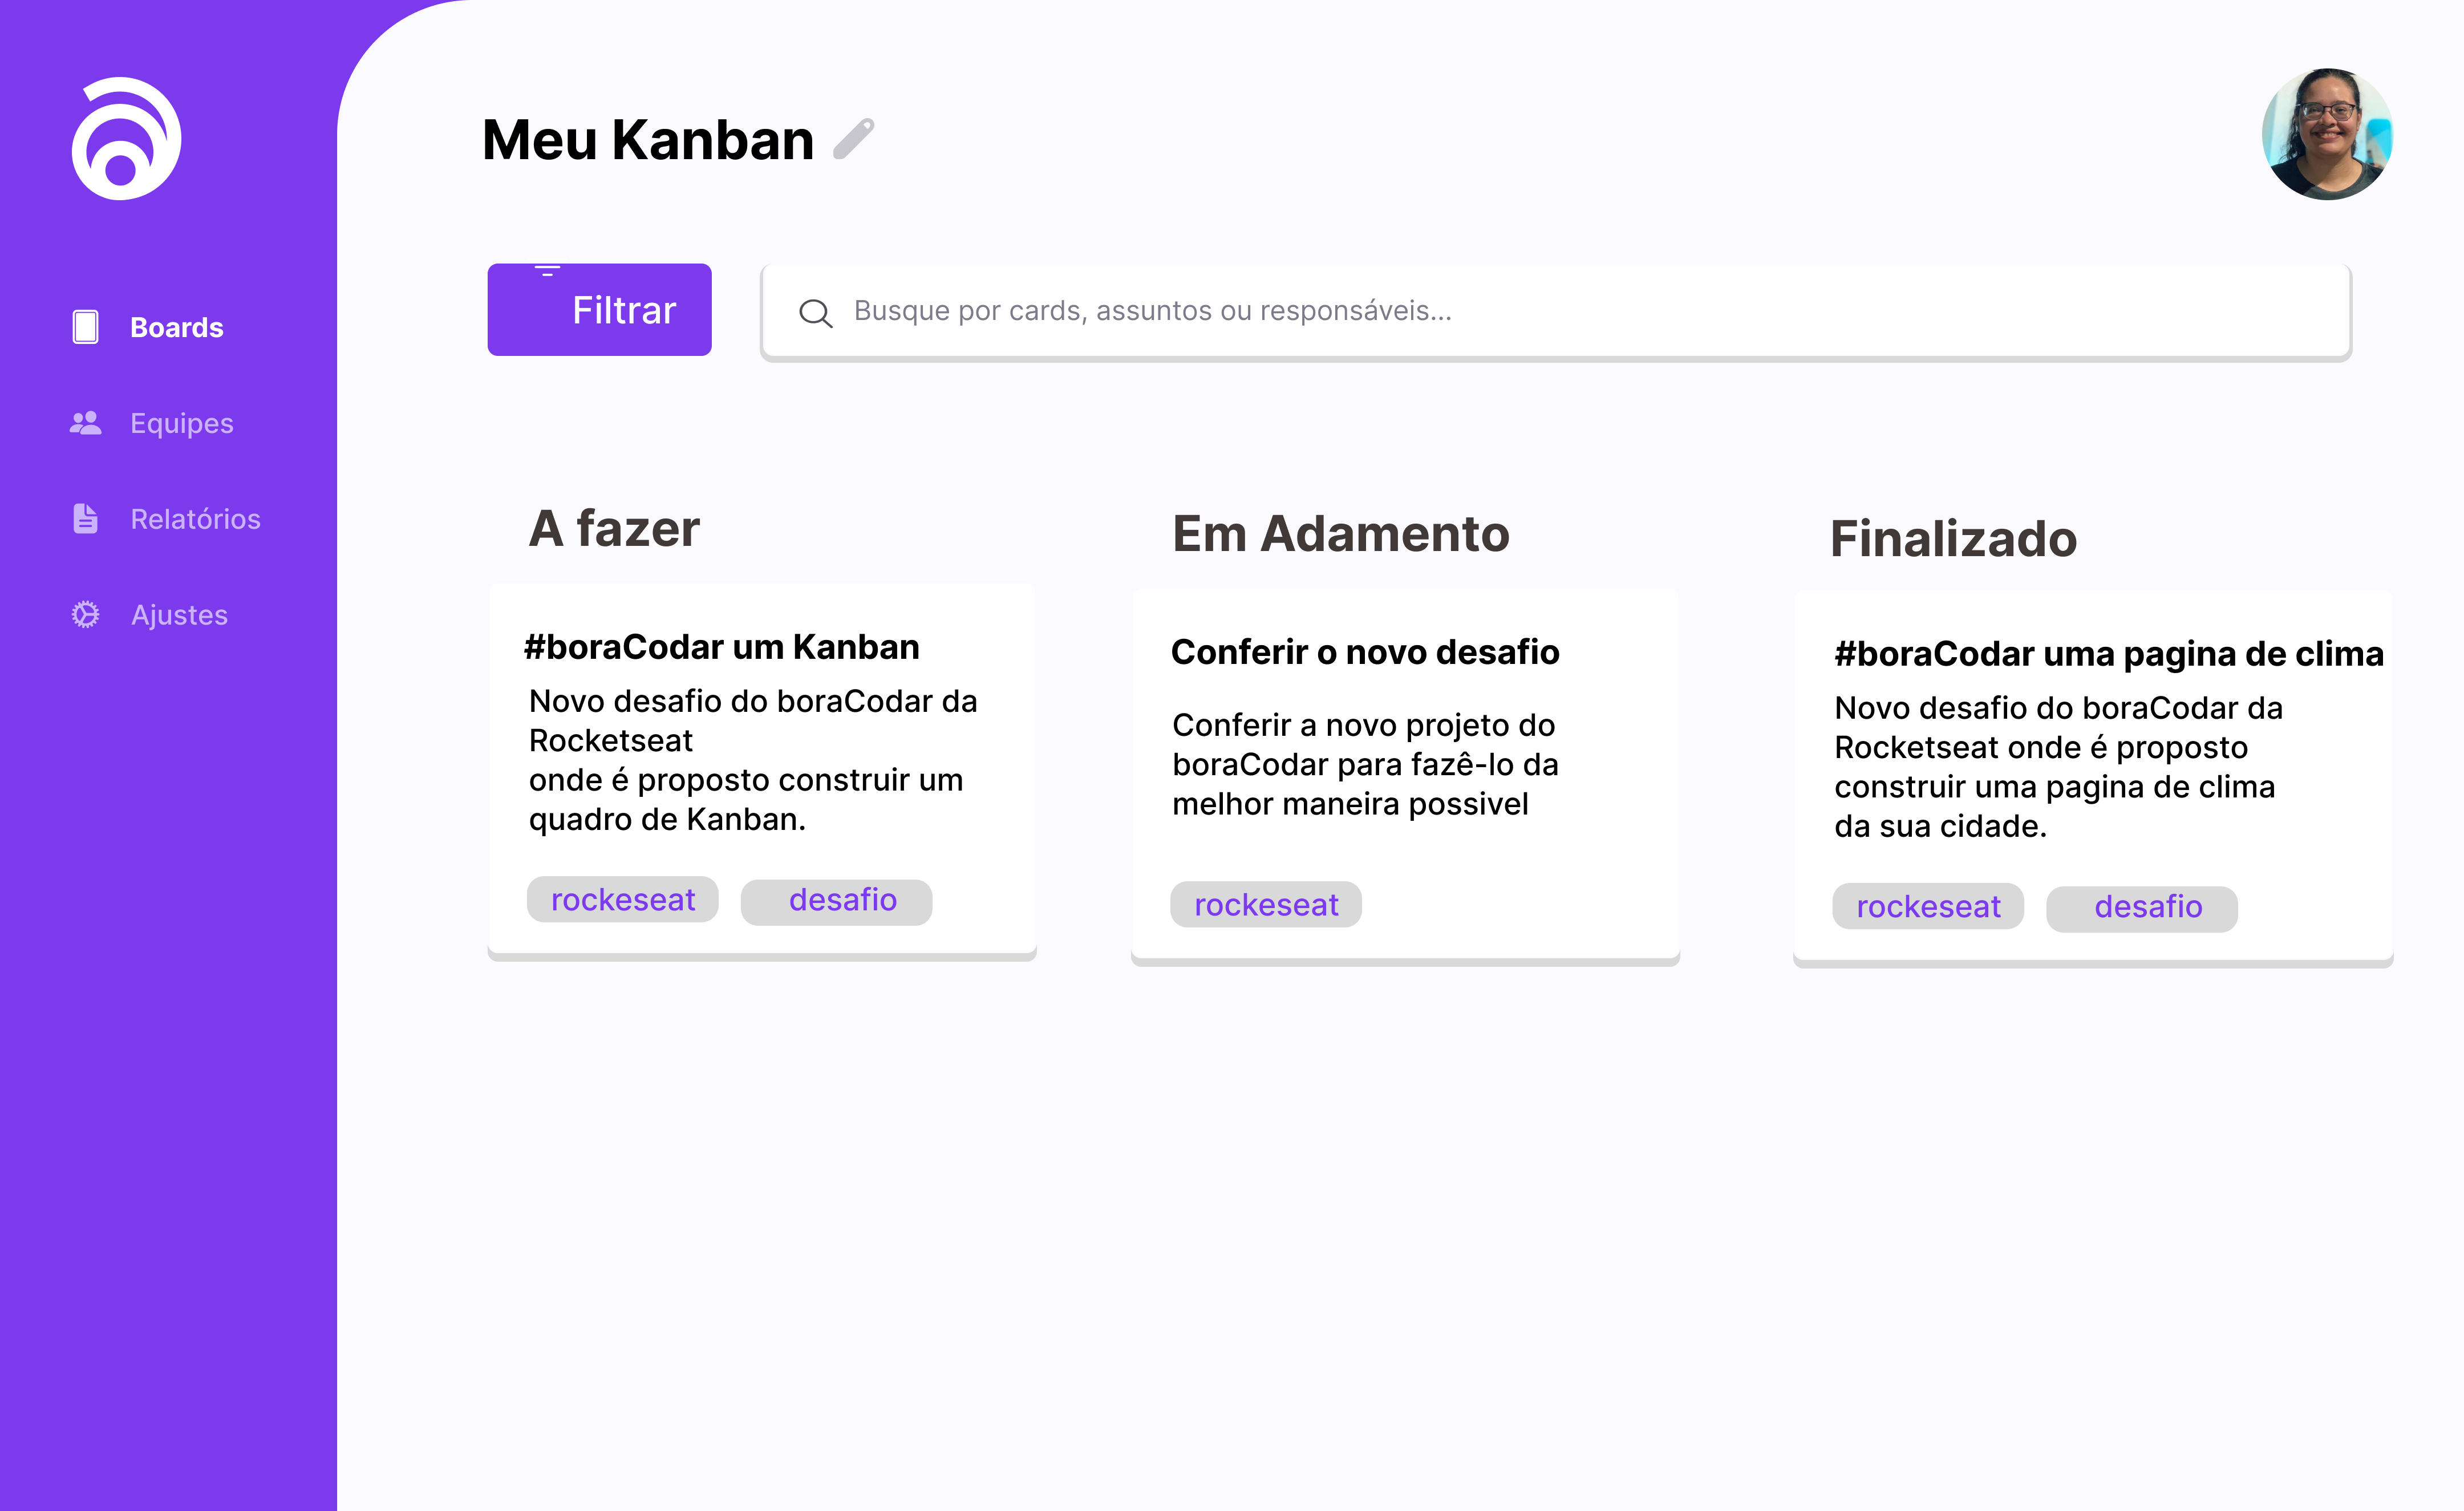 Meu Kanban
Boards
Equipes
Relatórios
Ajustes
Filtrar
Busque por cards, assuntos ou responsáveis...
A fazer
#boraCodar um Kanban
Novo desafio do boraCodar da
Rocketseat
onde é proposto construir um
quadro de Kanban.
rockeseat
desafio
Em Adamento
Conferir o novo desafio
Conferir a novo projeto do
boraCodar para fazê-lo da
melhor maneira possivel
rockeseat
Finalizado
#boraCodar uma pagina de clima
Novo desafio do boraCodar da
Rocketseat onde é proposto
construir uma pagina de clima
da sua cidade.
rockeseat
desafio